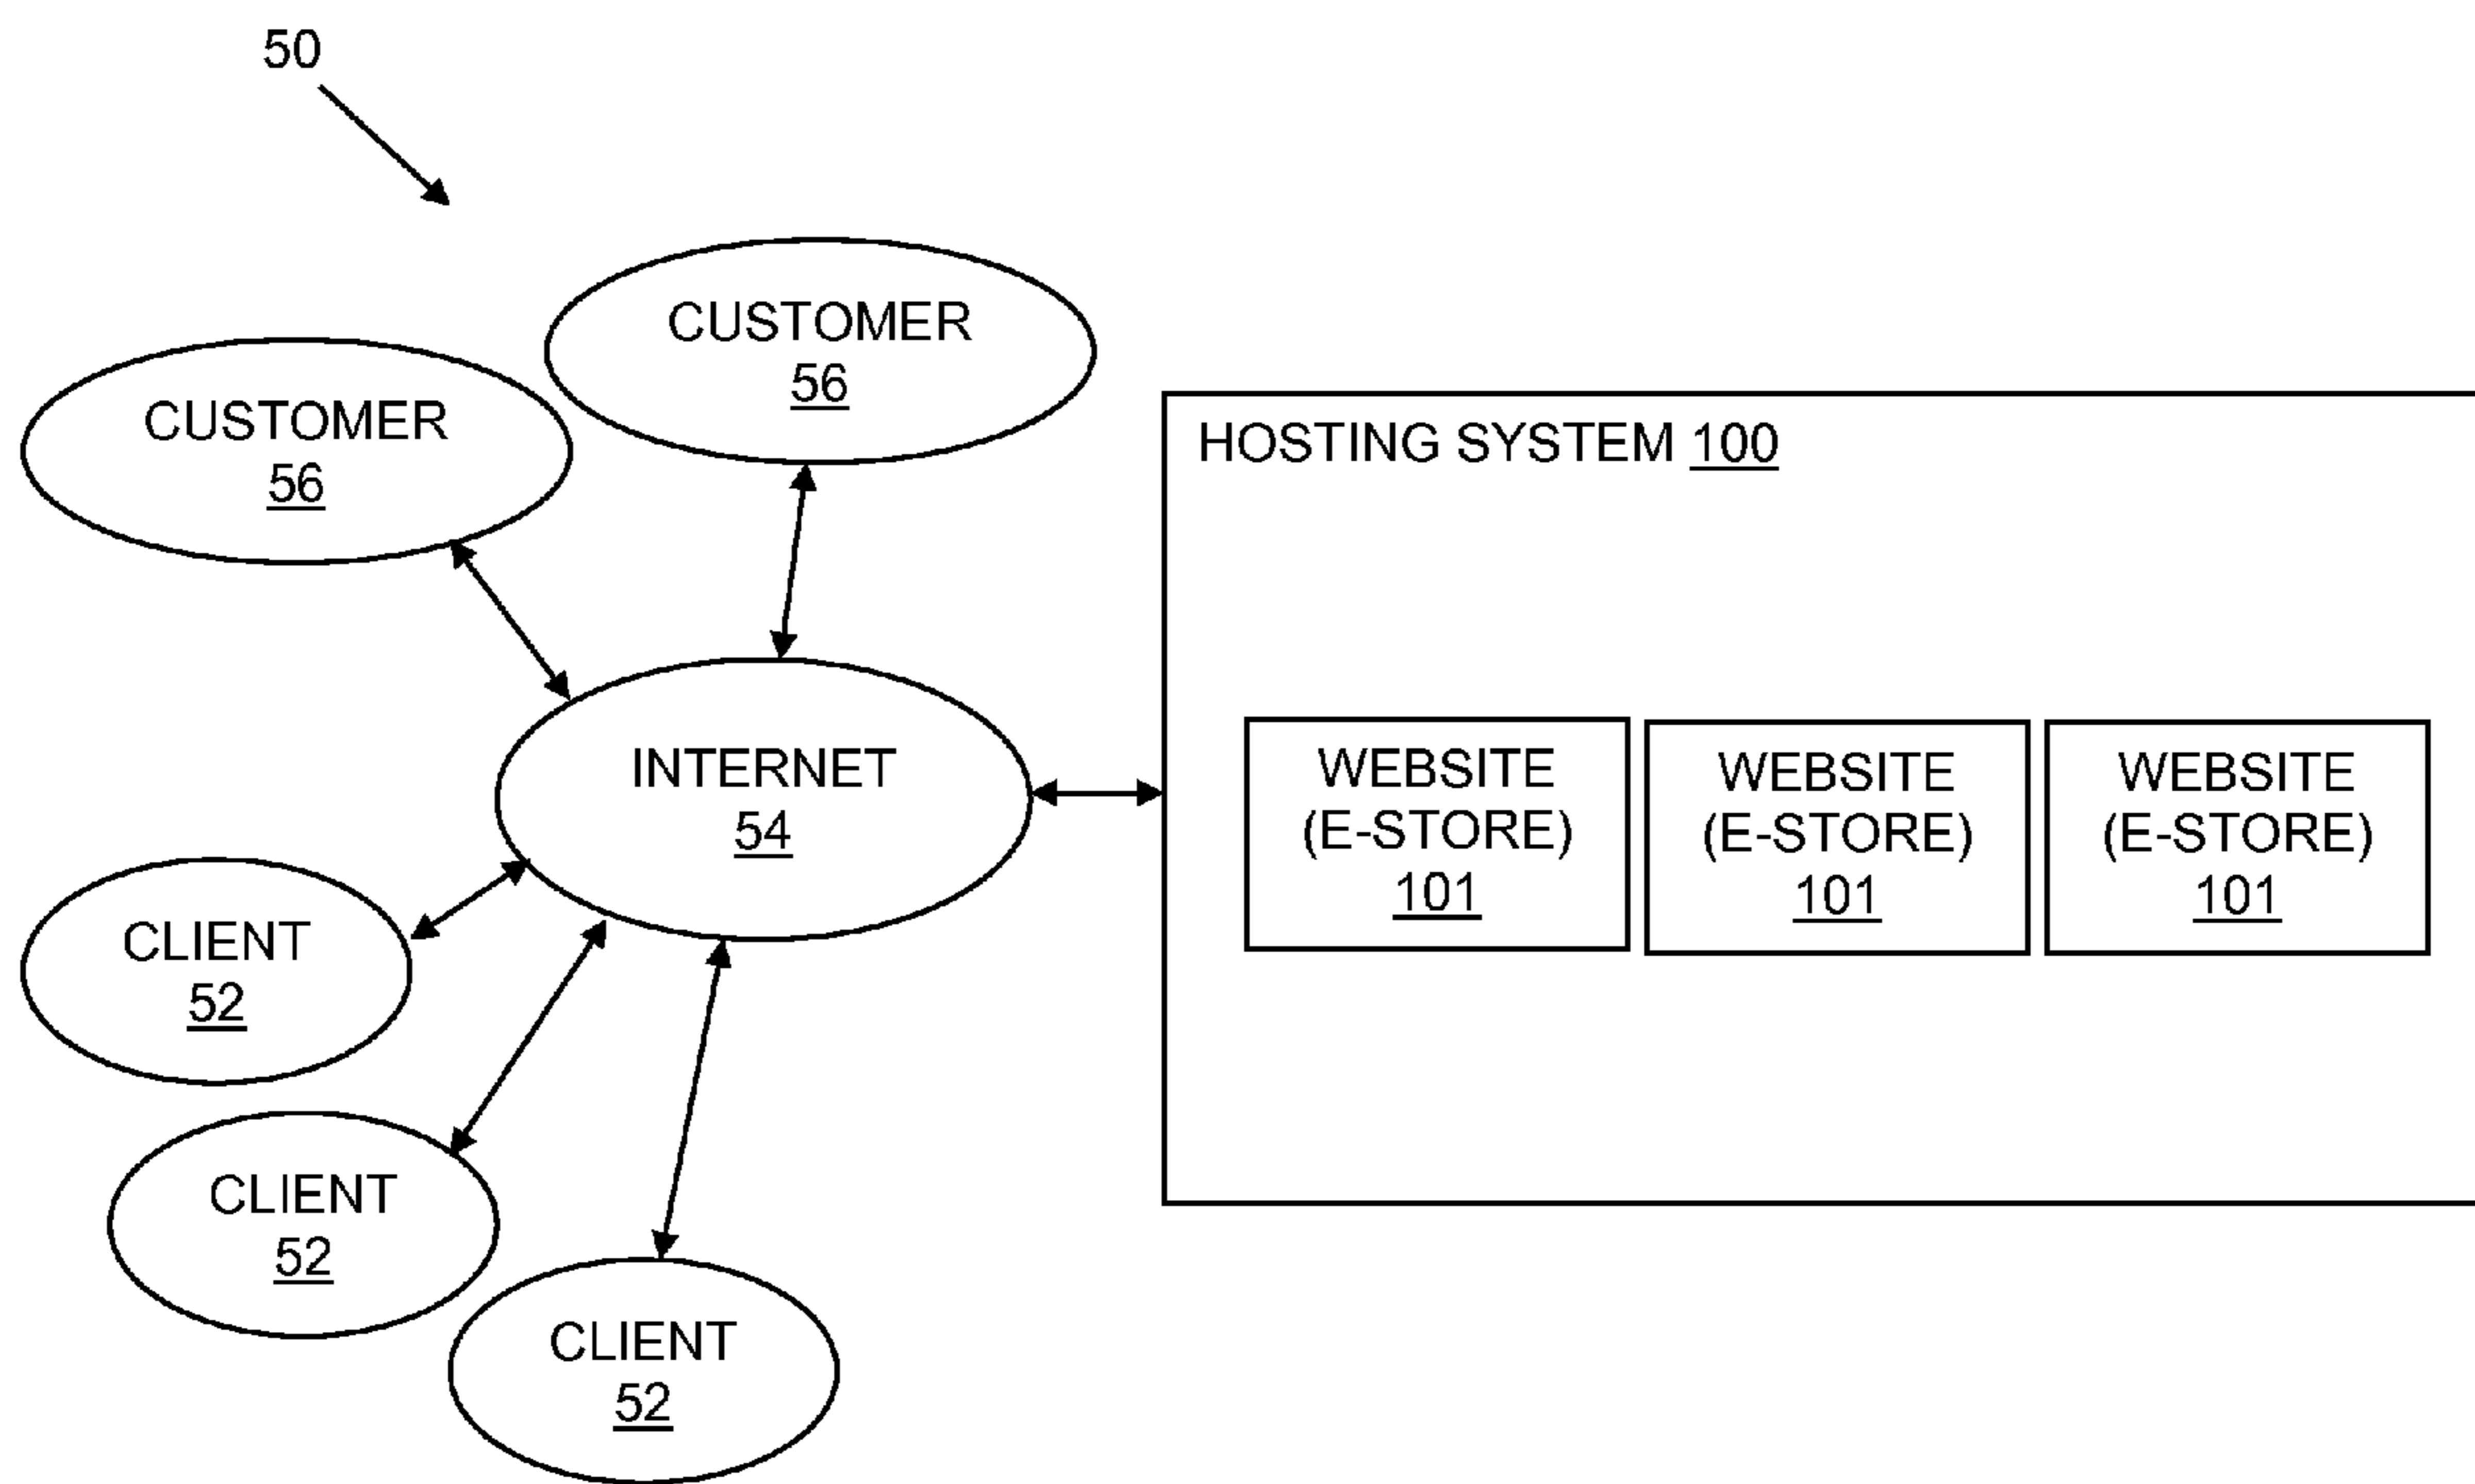 50
CUSTOMER
56
CUSTOMER
56
HOSTING SYSTEM 100
INTERNET
54
WEBSITE
(E-STORE)
101
WEBSITE
(E-STORE)
101
WEBSITE
(E-STORE)
101
CLIENT
52
CLIENT
52
CLIENT
52